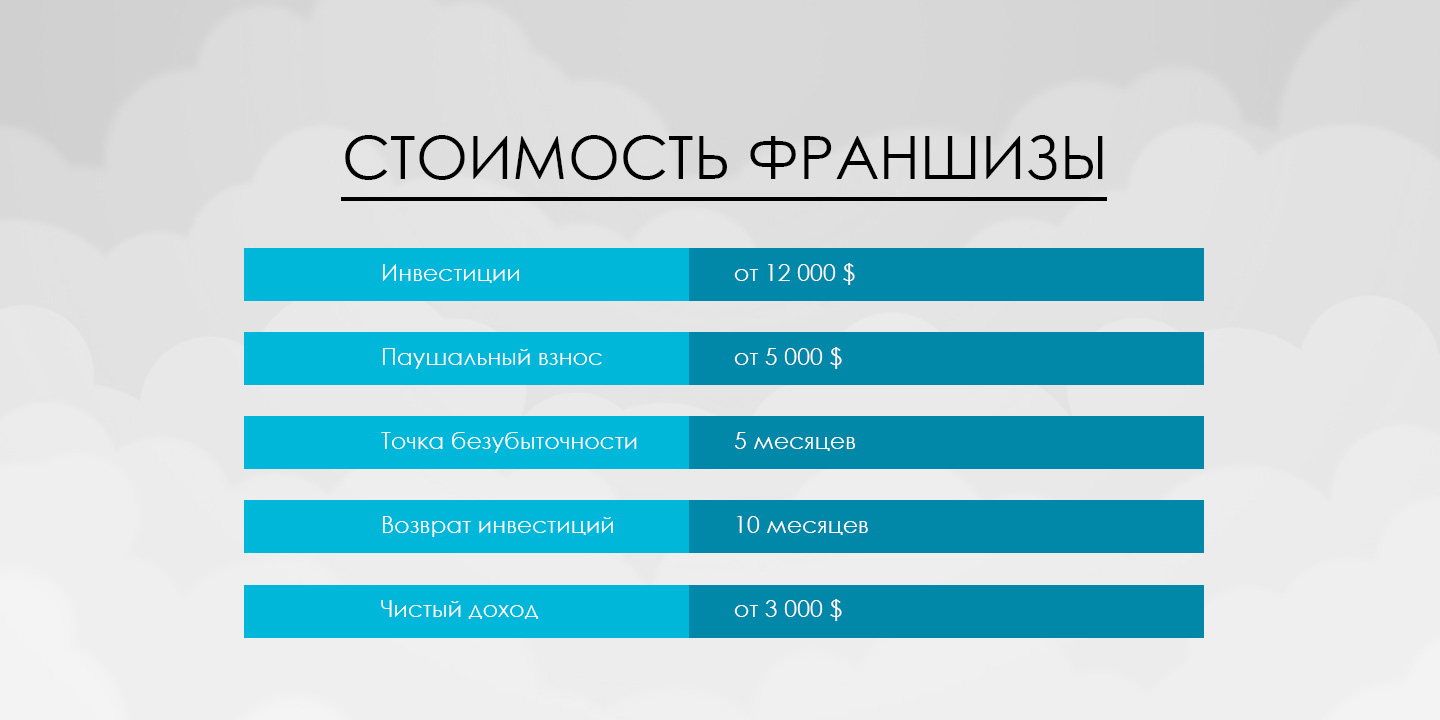 СТОИМОСТЬ ФРАНШИЗЫ
Инвестиции от 12 000 $
Паушальный взнос от 5 000 $
Точка безубыточности 5 месяцев
Возврат инвестиций 10 месяцев
Чистый доход от 3 000 $